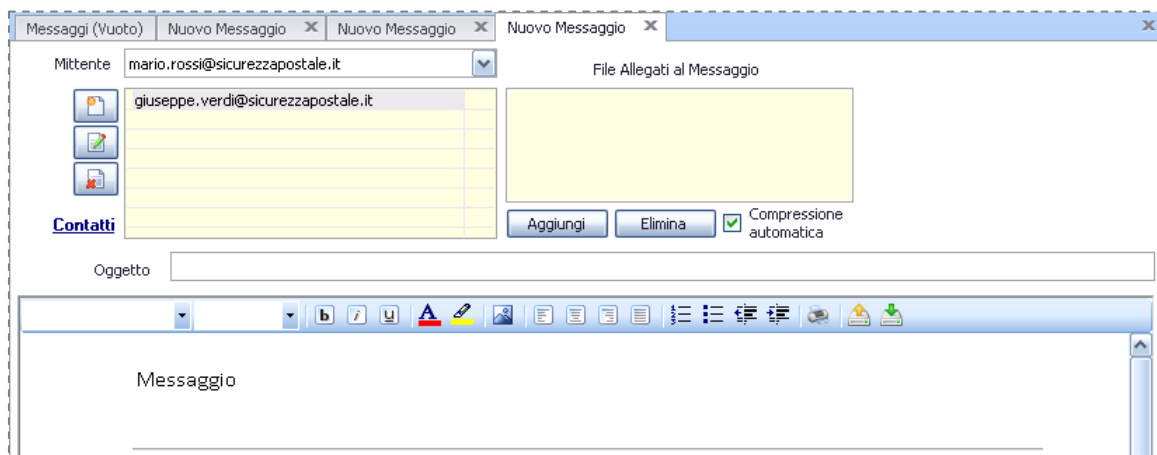 Messaggi (Vuoto) Nuovo Messaggio Nuovo Messaggio Nuovo Messaggio
Mittente mario.rossi@sicurezzapostale.it
File Allegati al Messaggio
giuseppe.verdi@sicurezzapostale.it
Contatti
Aggiungi Elimina Compressione
automatica
Oggetto
b i u A
Messaggio